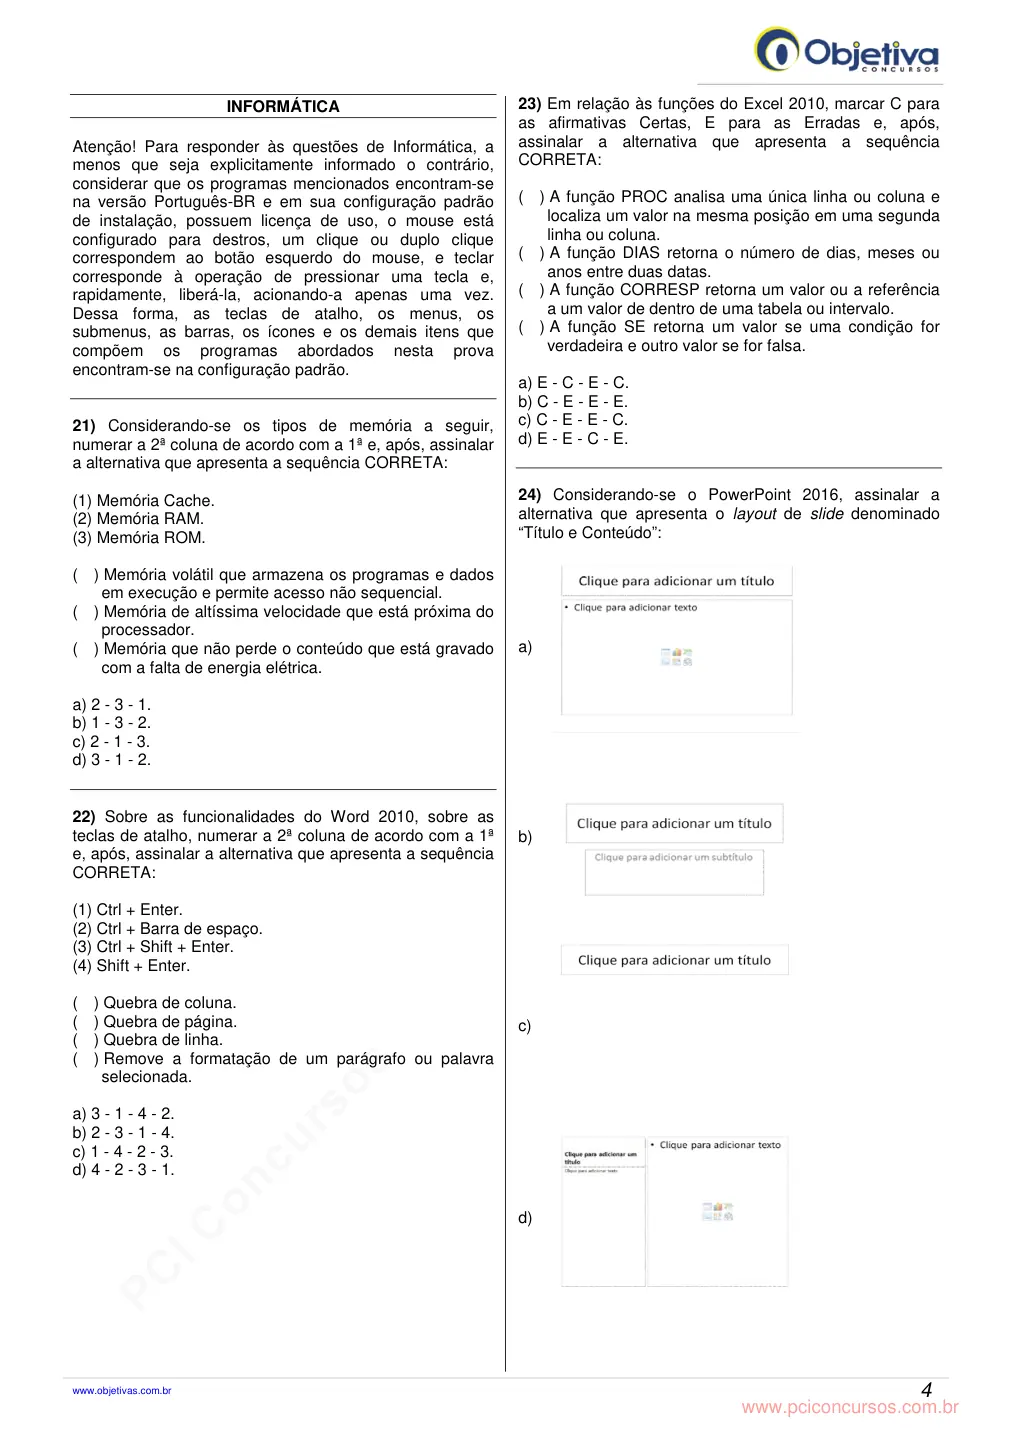 Objetiva
CONCURSOS
INFORMÁTICA
Atenção! Para responder às questões de Informática, a
menos que seja explicitamente informado o contrário,
considerar que os programas mencionados encontram-se
na versão Português-BR e em sua configuração padrão
de instalação, possuem licença de uso, o mouse está
configurado para destros, um clique ou duplo clique
correspondem ao botão esquerdo do mouse, e teclar
corresponde à operação de pressionar uma tecla e,
rapidamente, liberá-la, acionando-a apenas uma vez.
Dessa forma, as teclas de atalho, os menus, os
submenus, as barras, os ícones e os demais itens que
compõem os programas abordados nesta prova
encontram-se na configuração padrão.
21) Considerando-se os tipos de memória a seguir,
numerar a 2ª coluna de acordo com a 1ª e, após, assinalar
a alternativa que apresenta a sequência CORRETA:
(1) Memória Cache.
(2) Memória RAM.
(3) Memória ROM.
( ) Memória volátil que armazena os programas e dados
em execução e permite acesso não sequencial.
( ) Memória de altíssima velocidade que está próxima do
processador.
( ) Memória que não perde o conteúdo que está gravado
com a falta de energia elétrica.
a) 2 - 3 - 1.
b) 1 - 3 - 2.
c) 2 - 1 - 3.
d) 3 - 1 - 2.
22) Sobre as funcionalidades do Word 2010, sobre as
teclas de atalho, numerar a 2ª coluna de acordo com a 1ª
e, após, assinalar a alternativa que apresenta a sequência
CORRETA:
(1) Ctrl + Enter.
(2) Ctrl + Barra de espaço.
(3) Ctrl + Shift + Enter.
(4) Shift + Enter.
( ) Quebra de coluna.
( ) Quebra de página.
( ) Quebra de linha.
( ) Remove a formatação de um parágrafo ou palavra
selecionada.
a) 3 - 1 - 4 - 2.
b) 2 - 3 - 1 - 4.
c) 1 - 4 - 2 - 3.
d) 4 - 2 - 3 - 1.
PCI Concursos
23) Em relação às funções do Excel 2010, marcar C para
as afirmativas Certas, E para as Erradas e, após,
assinalar a alternativa que apresenta a sequência
CORRETA:
( ) A função PROC analisa uma única linha ou coluna e
localiza um valor na mesma posição em uma segunda
linha ou coluna.
( ) A função DIAS retorna o número de dias, meses ou
anos entre duas datas.
( ) A função CORRESP retorna um valor ou a referência
a um valor de dentro de uma tabela ou intervalo.
( ) A função SE retorna um valor se uma condição for
verdadeira e outro valor se for falsa.
a) E - C - E - C.
b) C - E - E - E.
c) C - E - E - C.
d) E - E - C - E.
24) Considerando-se o PowerPoint 2016, assinalar a
alternativa que apresenta o layout de slide denominado
“Título e Conteúdo”:
a)
Clique para adicionar um título
• Clique para adicionar texto
b)
Clique para adicionar um título
Clique para adicionar um subtítulo
c)
Clique para adicionar um título
d)
Clique para adicionar um
título
Clique para adicionar texto
• Clique para adicionar texto
www.objetivas.com.br
4
www.pciconcursos.com.br